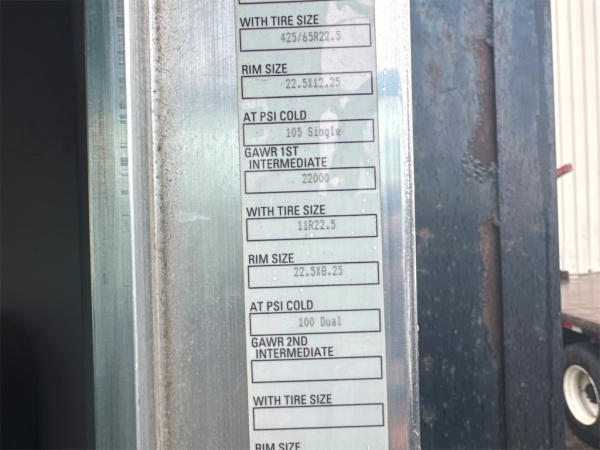 WITH TIRE SIZE
425/65R22.5
RIM SIZE
22.5X12.25
AT PSI COLD
105 Single
GAWR 1ST
INTERMEDIATE
22000
WITH TIRE SIZE
11R22.5
RIM SIZE
22.5X8.25
AT PSI COLD
100 Dual
GAWR 2ND
INTERMEDIATE
WITH TIRE SIZE
RIM SIZE